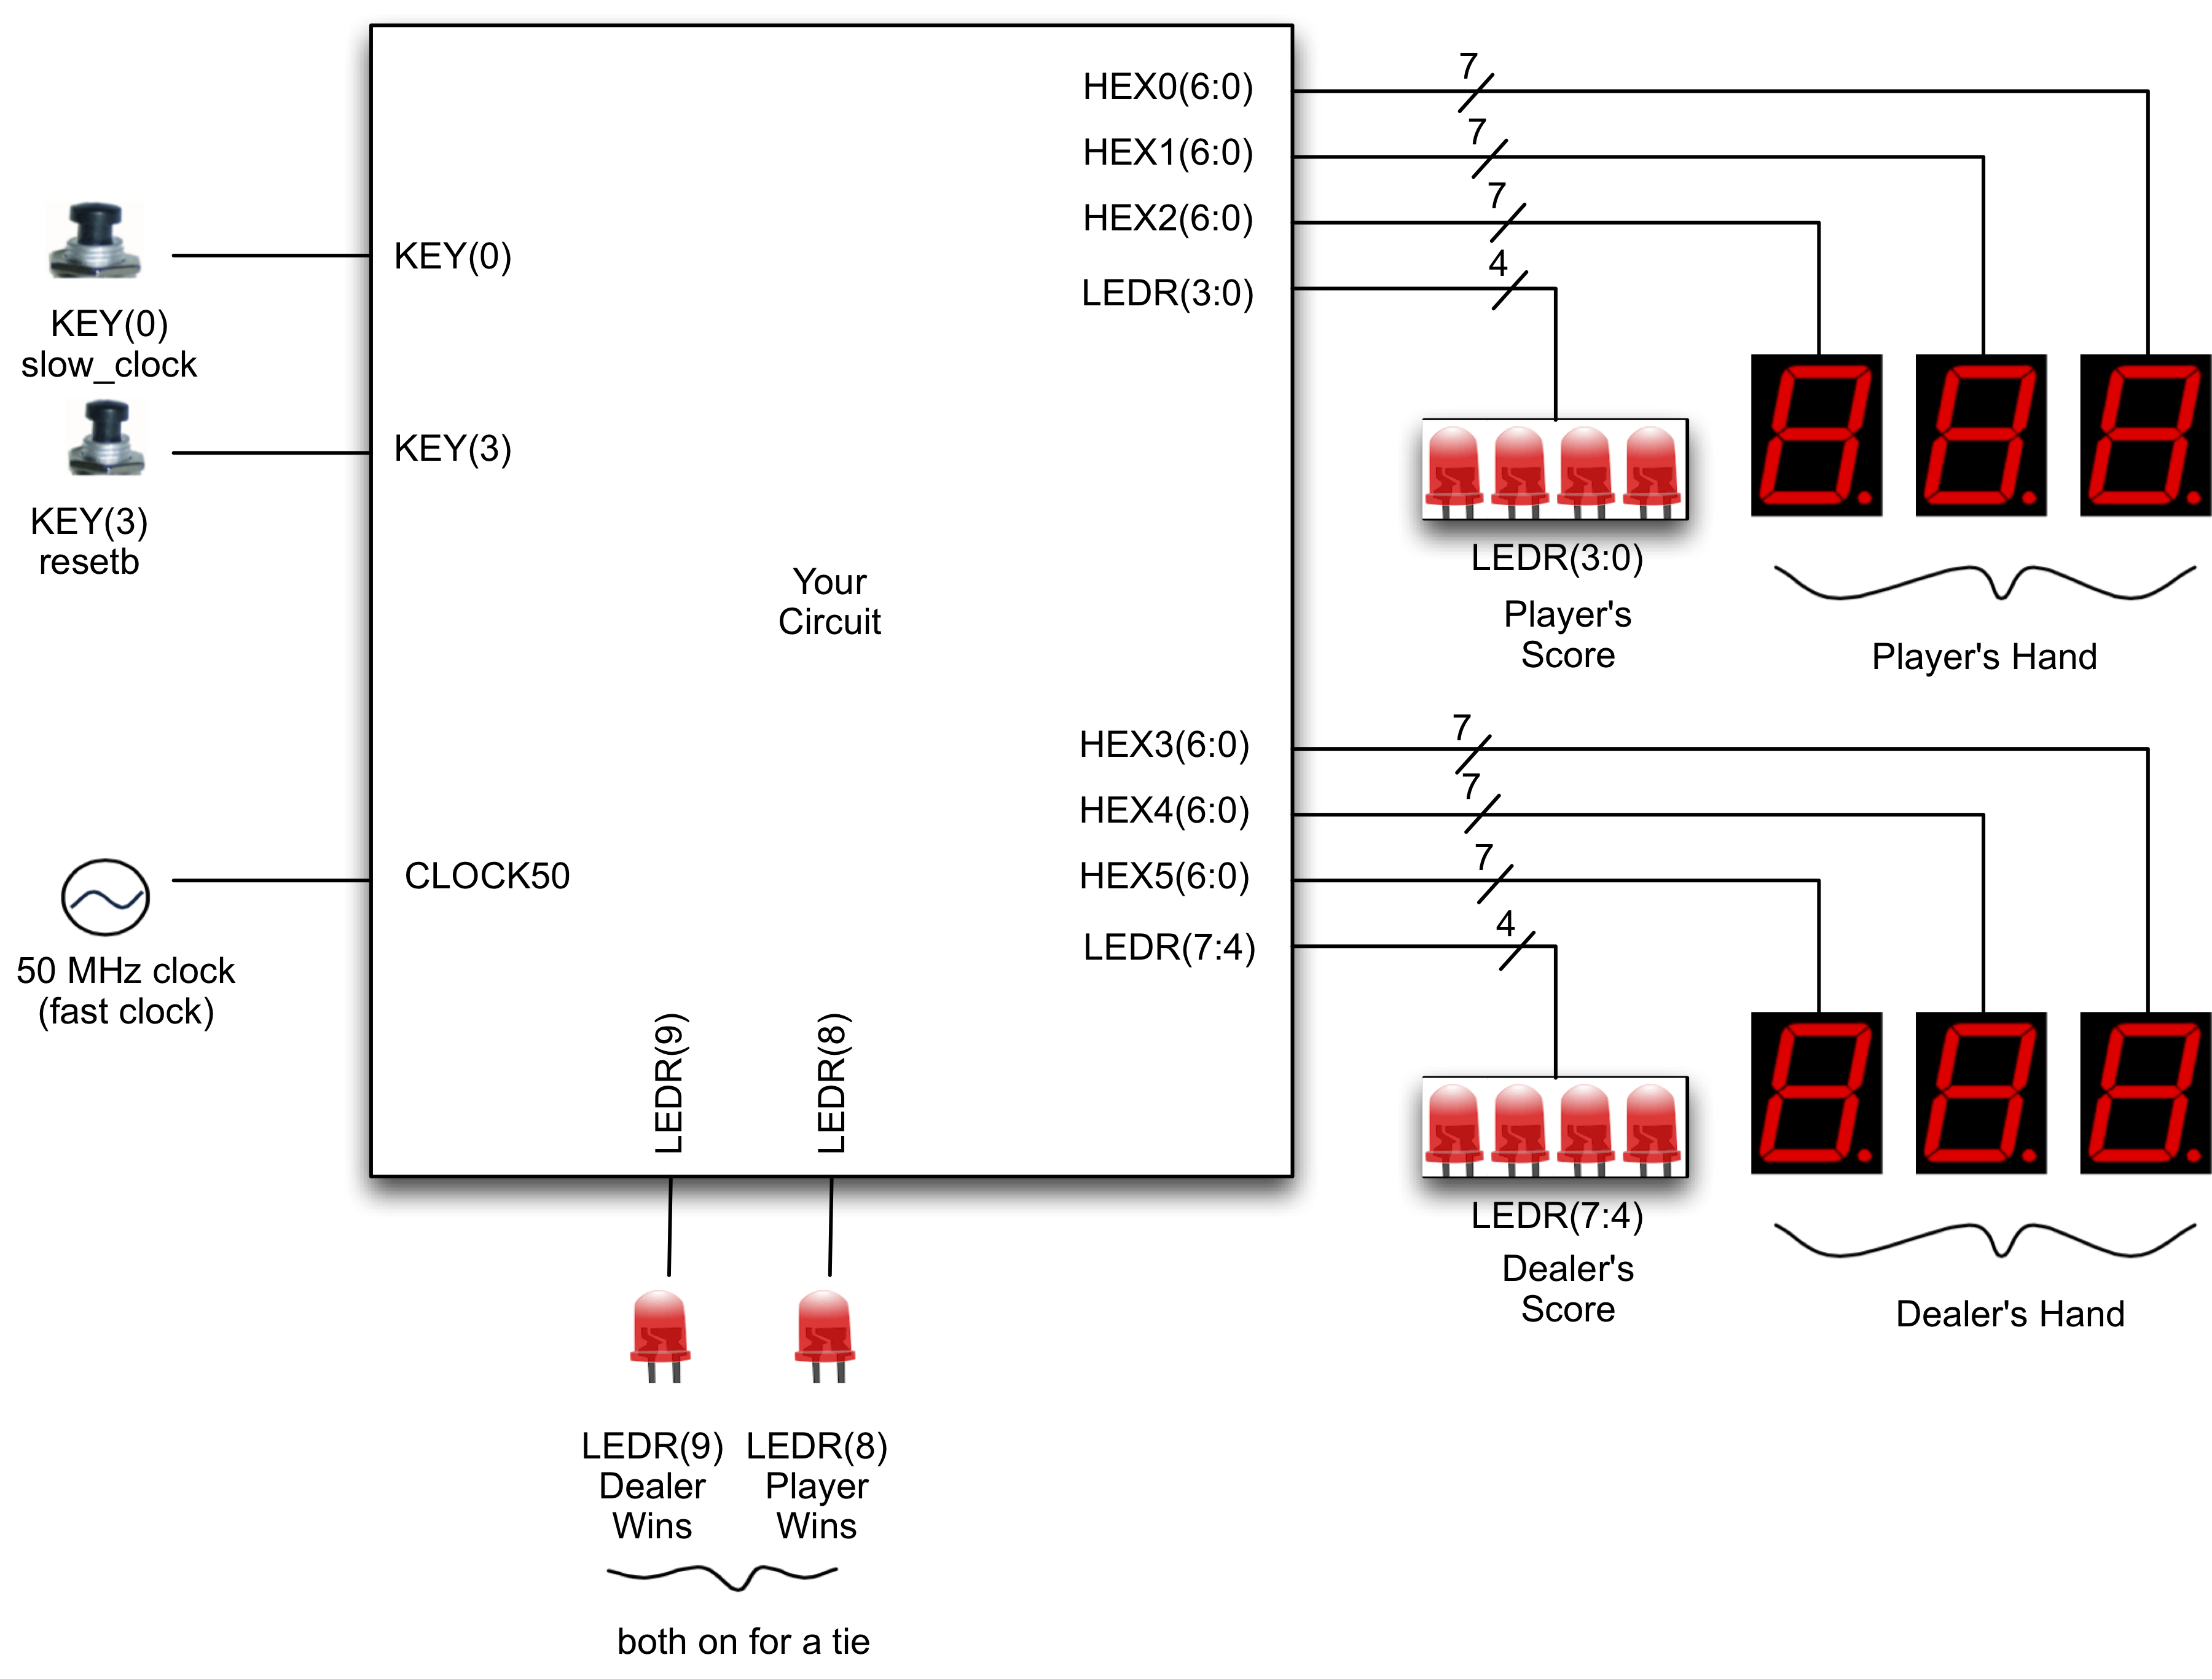 KEY(0)
slow_clock
KEY(3)
resetb
50 MHz clock
(fast clock)
KEY(0)
KEY(3)
CLOCK50
Your
Circuit
HEX0(6:0)
HEX1(6:0)
HEX2(6:0)
LEDR(3:0)
HEX3(6:0)
HEX4(6:0)
HEX5(6:0)
LEDR(7:4)
LEDR(9)
LEDR(8)
7
7
7
4
LEDR(3:0)
Player's
Score
Player's Hand
7
7
7
4
LEDR(7:4)
Dealer's
Score
Dealer's Hand
LEDR(9)
Dealer
Wins
LEDR(8)
Player
Wins
both on for a tie